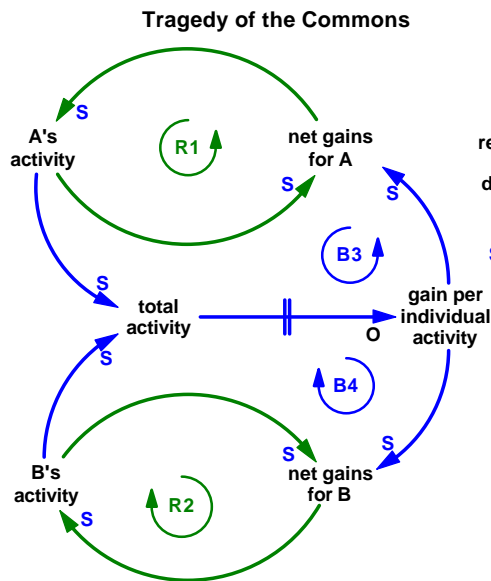 Tragedy of the Commons
S
A's
activity
R1
net gains
for A
S
re
d
S
B3
S
S
total
activity
O
gain per
individual
activity
S
B4
S
B's
activity
S
R2
S
net gains
for B